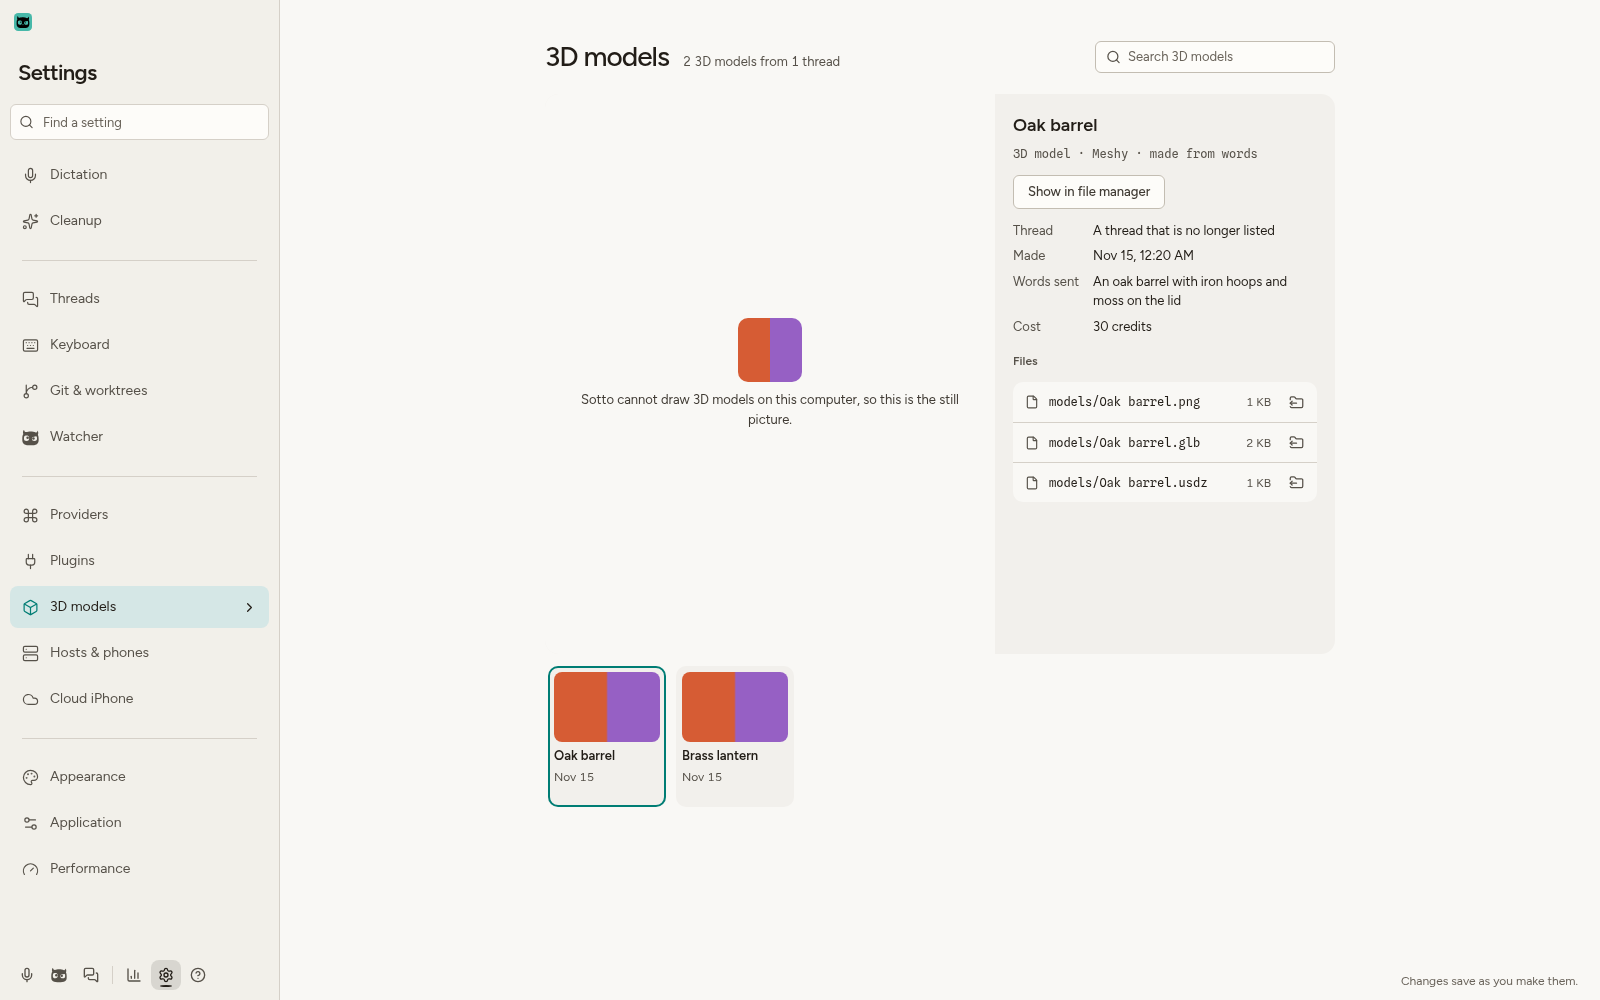 Settings
Find a setting
Dictation
Cleanup
Threads
Keyboard
Git & worktrees
Watcher
Providers
Plugins
3D models
Hosts & phones
Cloud iPhone
Appearance
Application
Performance
3D models
2 3D models from 1 thread
Search 3D models
Sotto cannot draw 3D models on this computer, so this is the still
picture.
Oak barrel
3D model · Meshy · made from words
Show in file manager
Thread A thread that is no longer listed
Made Nov 15, 12:20 AM
Words sent An oak barrel with iron hoops and
moss on the lid
Cost 30 credits
Files
models/Oak barrel.png 1 KB
models/Oak barrel.glb 2 KB
models/Oak barrel.usdz 1 KB
Oak barrel
Nov 15
Brass lantern
Nov 15
Changes save as you make them.